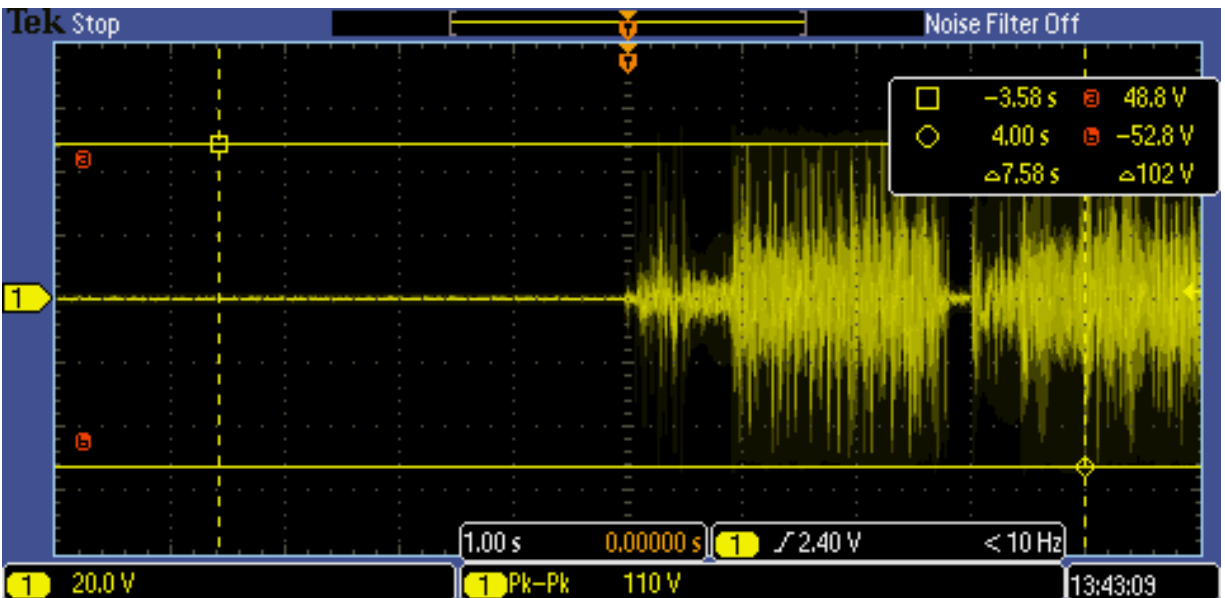 Tek Stop
Noise Filter Off
T
T
−3.58 s a 48.8 V
4.00 s b −52.8 V
△7.58 s △102 V
a
1
b
1.00 s 0.00000 s
1 2.40 V < 10 Hz
1 20.0 V
1 Pk−Pk 110 V
13:43:09